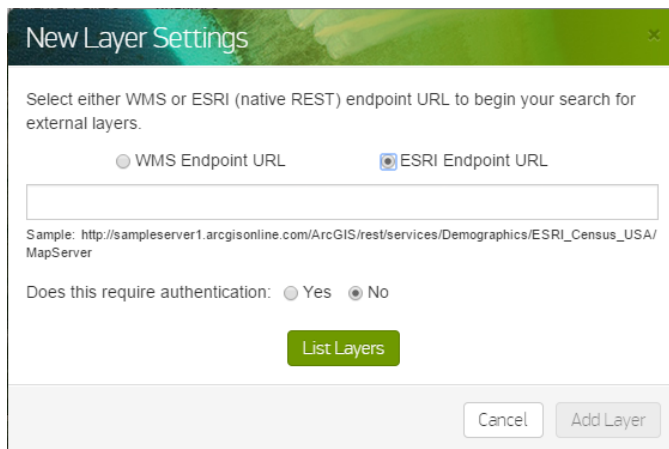 New Layer Settings
×
Select either WMS or ESRI (native REST) endpoint URL to begin your search for
external layers.
WMS Endpoint URL ESRI Endpoint URL
Sample: http://sampleserver1.arcgisonline.com/ArcGIS/rest/services/Demographics/ESRI_Census_USA/
MapServer
Does this require authentication: Yes No
List Layers
Cancel Add Layer